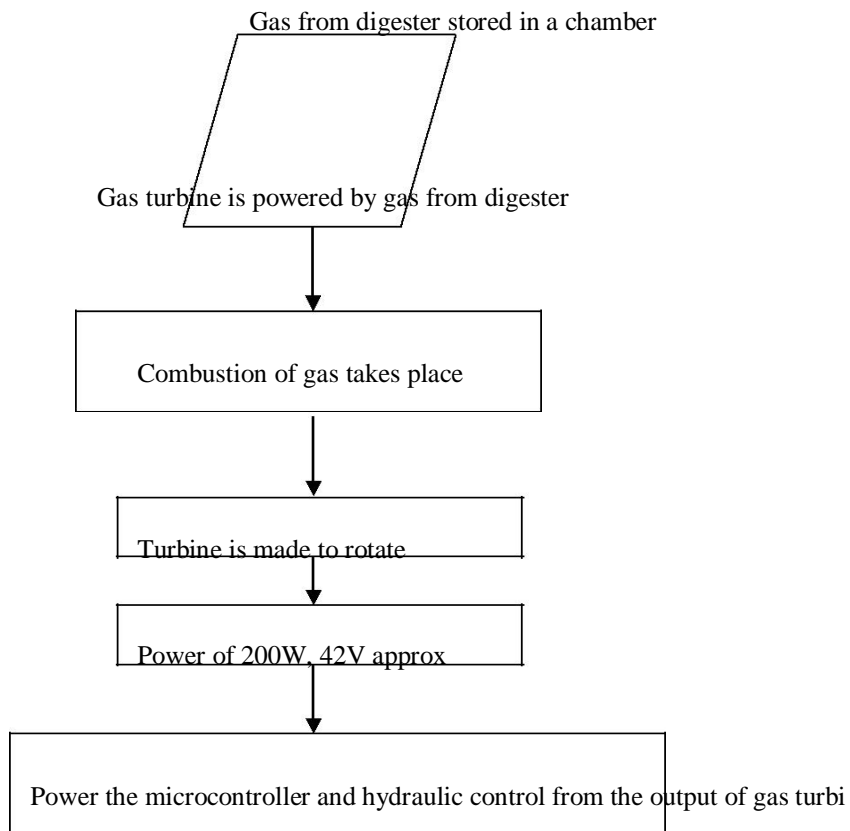 Gas from digester stored in a chamber
Gas turbine is powered by gas from digester
Combustion of gas takes place
Turbine is made to rotate
Power of 200W, 42V approx
Power the microcontroller and hydraulic control from the output of gas turbi